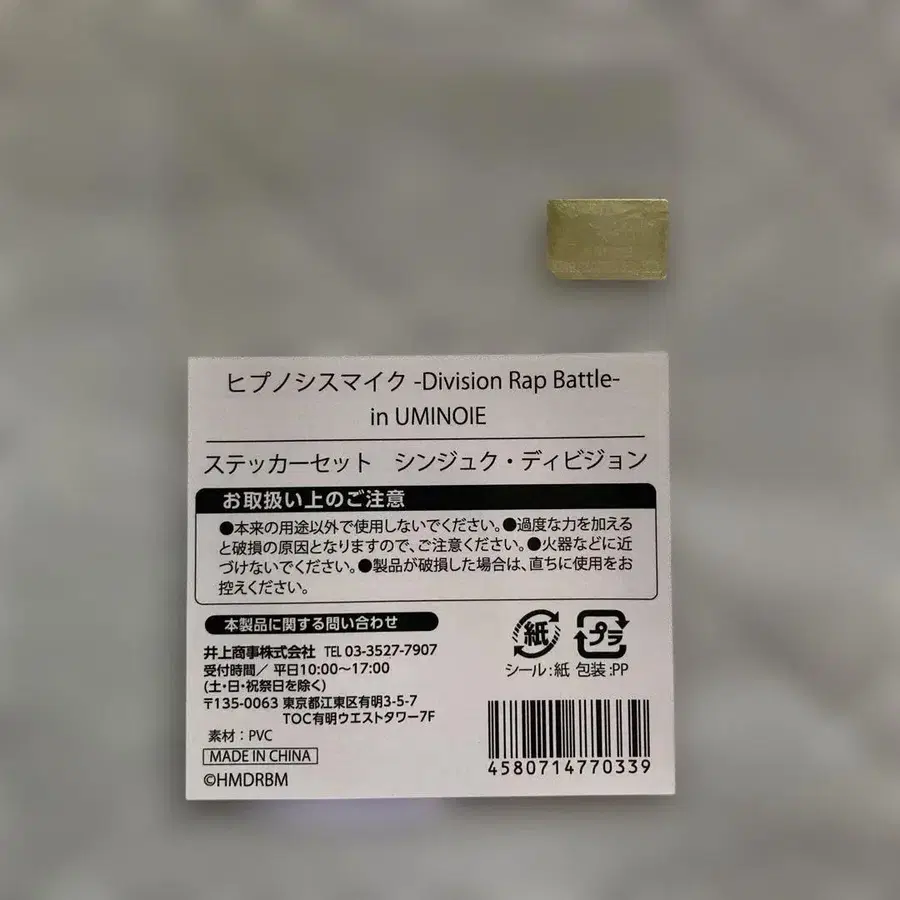 ヒプノシスマイク -Division Rap Battle-
in UMINOIE
ステッカーセット　シンジュク・ディビジョン
お取扱い上のご注意
●本来の用途以外で使用しないでください。●過度な力を加える
と破損の原因となりますので、ご注意ください。●火器などに近
づけないでください。●製品が破損した場合は、直ちに使用をお
控えください。
本製品に関する問い合わせ
井上商事株式会社 TEL 03-3527-7907
受付時間／ 平日10:00～17:00
(土・日・祝祭日を除く)
〒135-0063 東京都江東区有明3-5-7
TOC有明ウエストタワー7F
素材：PVC
MADE IN CHINA
©HMDRBM
紙 プラ
シール:紙 包装:PP
4580714770339